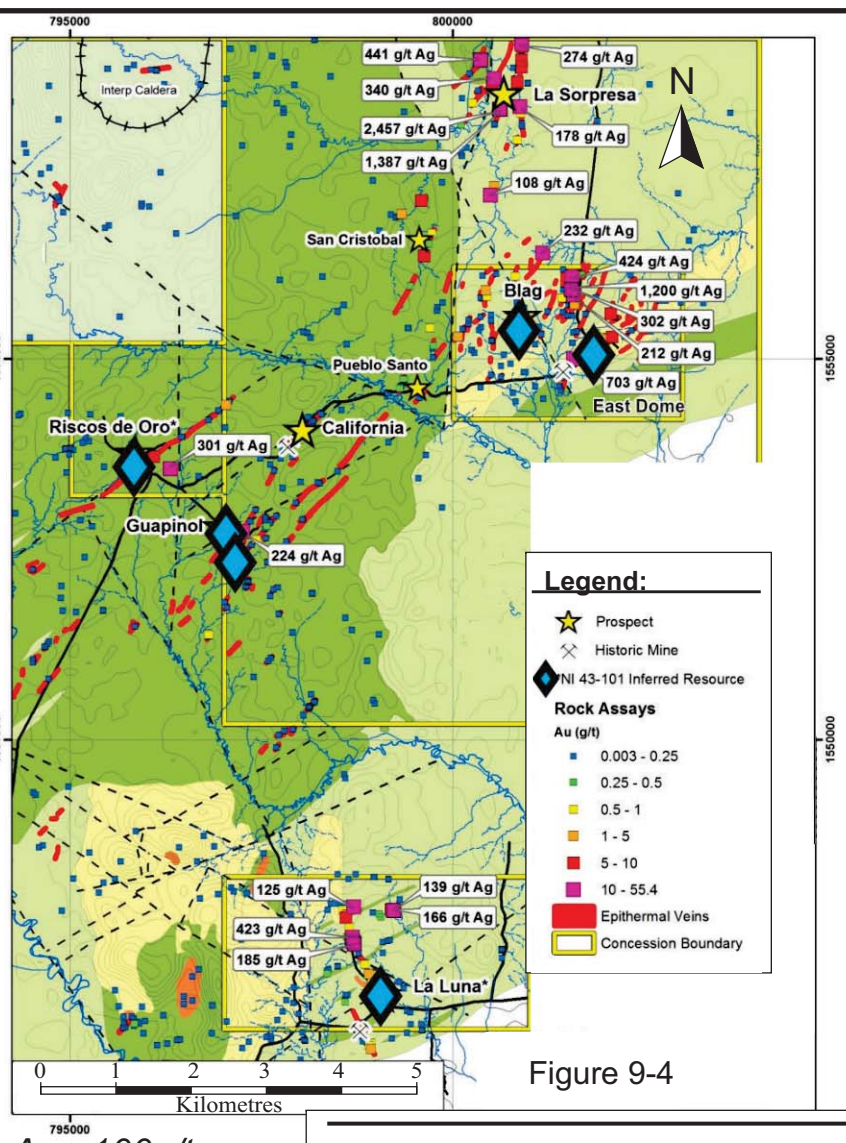 795000
800000
441 g/t Ag
274 g/t Ag
Interp Caldera
340 g/t Ag
La Sorpresa
N
2,457 g/t Ag
178 g/t Ag
1,387 g/t Ag
108 g/t Ag
San Cristobal
232 g/t Ag
424 g/t Ag
Blag
1,200 g/t Ag
302 g/t Ag
212 g/t Ag
1555000
Pueblo Santo
703 g/t Ag
East Dome
Riscos de Oro*
California
301 g/t Ag
Guapinol
224 g/t Ag
Legend:
Prospect
Historic Mine
*NI 43-101 Inferred Resource
Rock Assays
Au (g/t)
0.003 - 0.25
0.25 - 0.5
0.5 - 1
1 - 5
5 - 10
10 - 55.4
Epithermal Veins
Concession Boundary
1550000
125 g/t Ag
139 g/t Ag
166 g/t Ag
423 g/t Ag
185 g/t Ag
La Luna*
Figure 9-4
0 1 2 3 4 5
Kilometres
795000